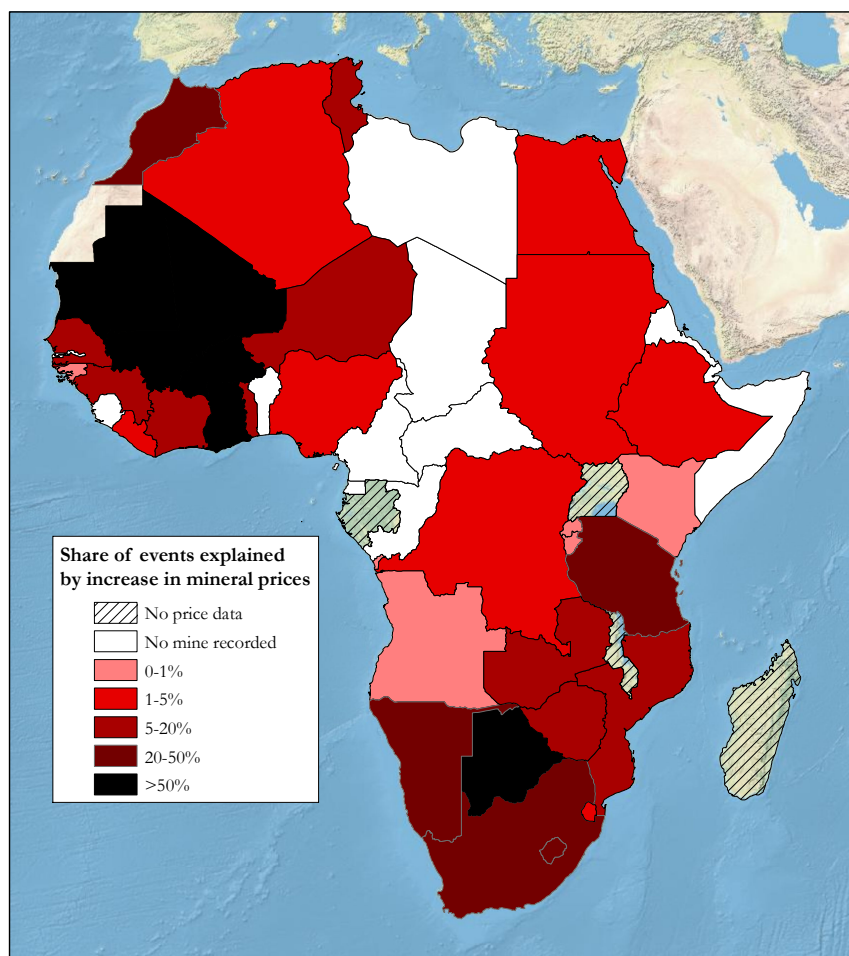 Share of events explained
by increase in mineral prices
No price data
No mine recorded
0-1%
1-5%
5-20%
20-50%
>50%